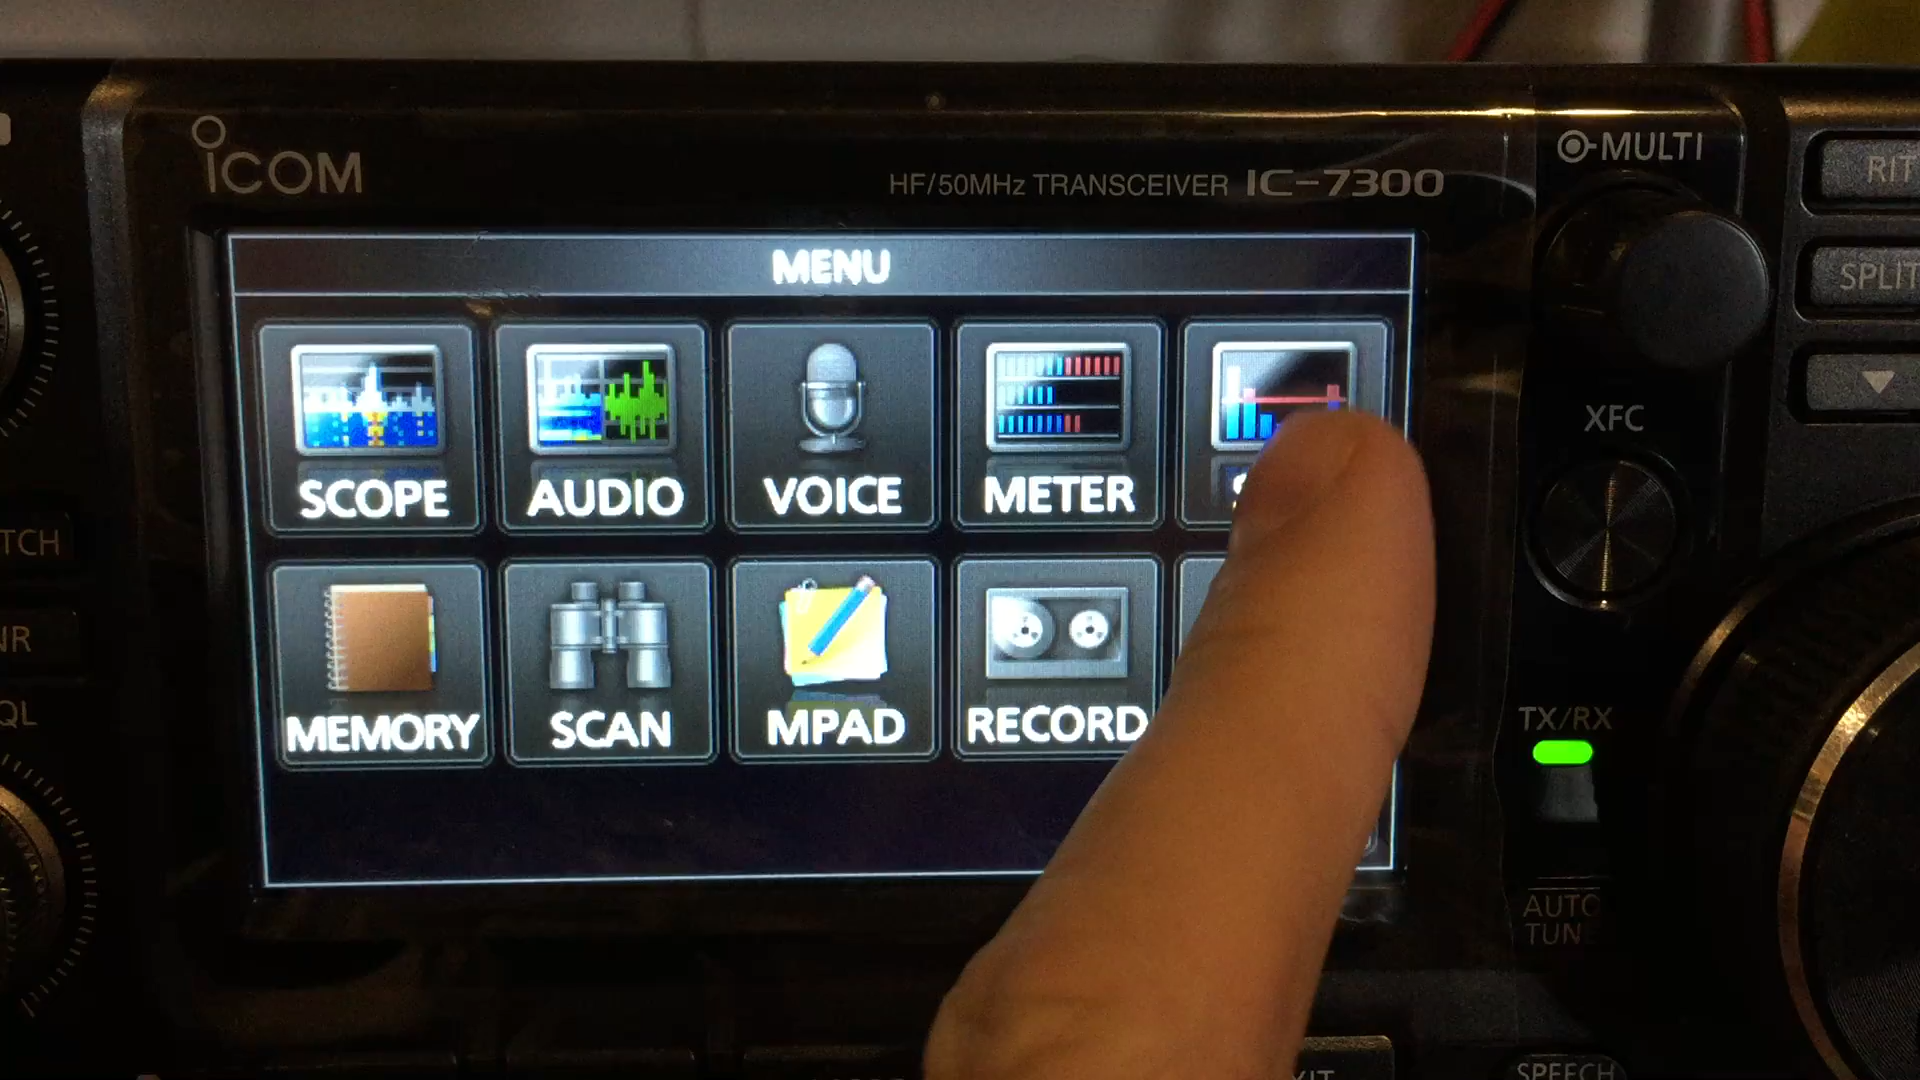 ICOM
HF/50MHz TRANSCEIVER IC-7300
MULTI
RIT
SPLIT
MENU
SCOPE AUDIO VOICE METER
XFC
TCH
NR
MEMORY SCAN MPAD RECORD
QL
TX/RX
AUTO
TUN
SPEECH